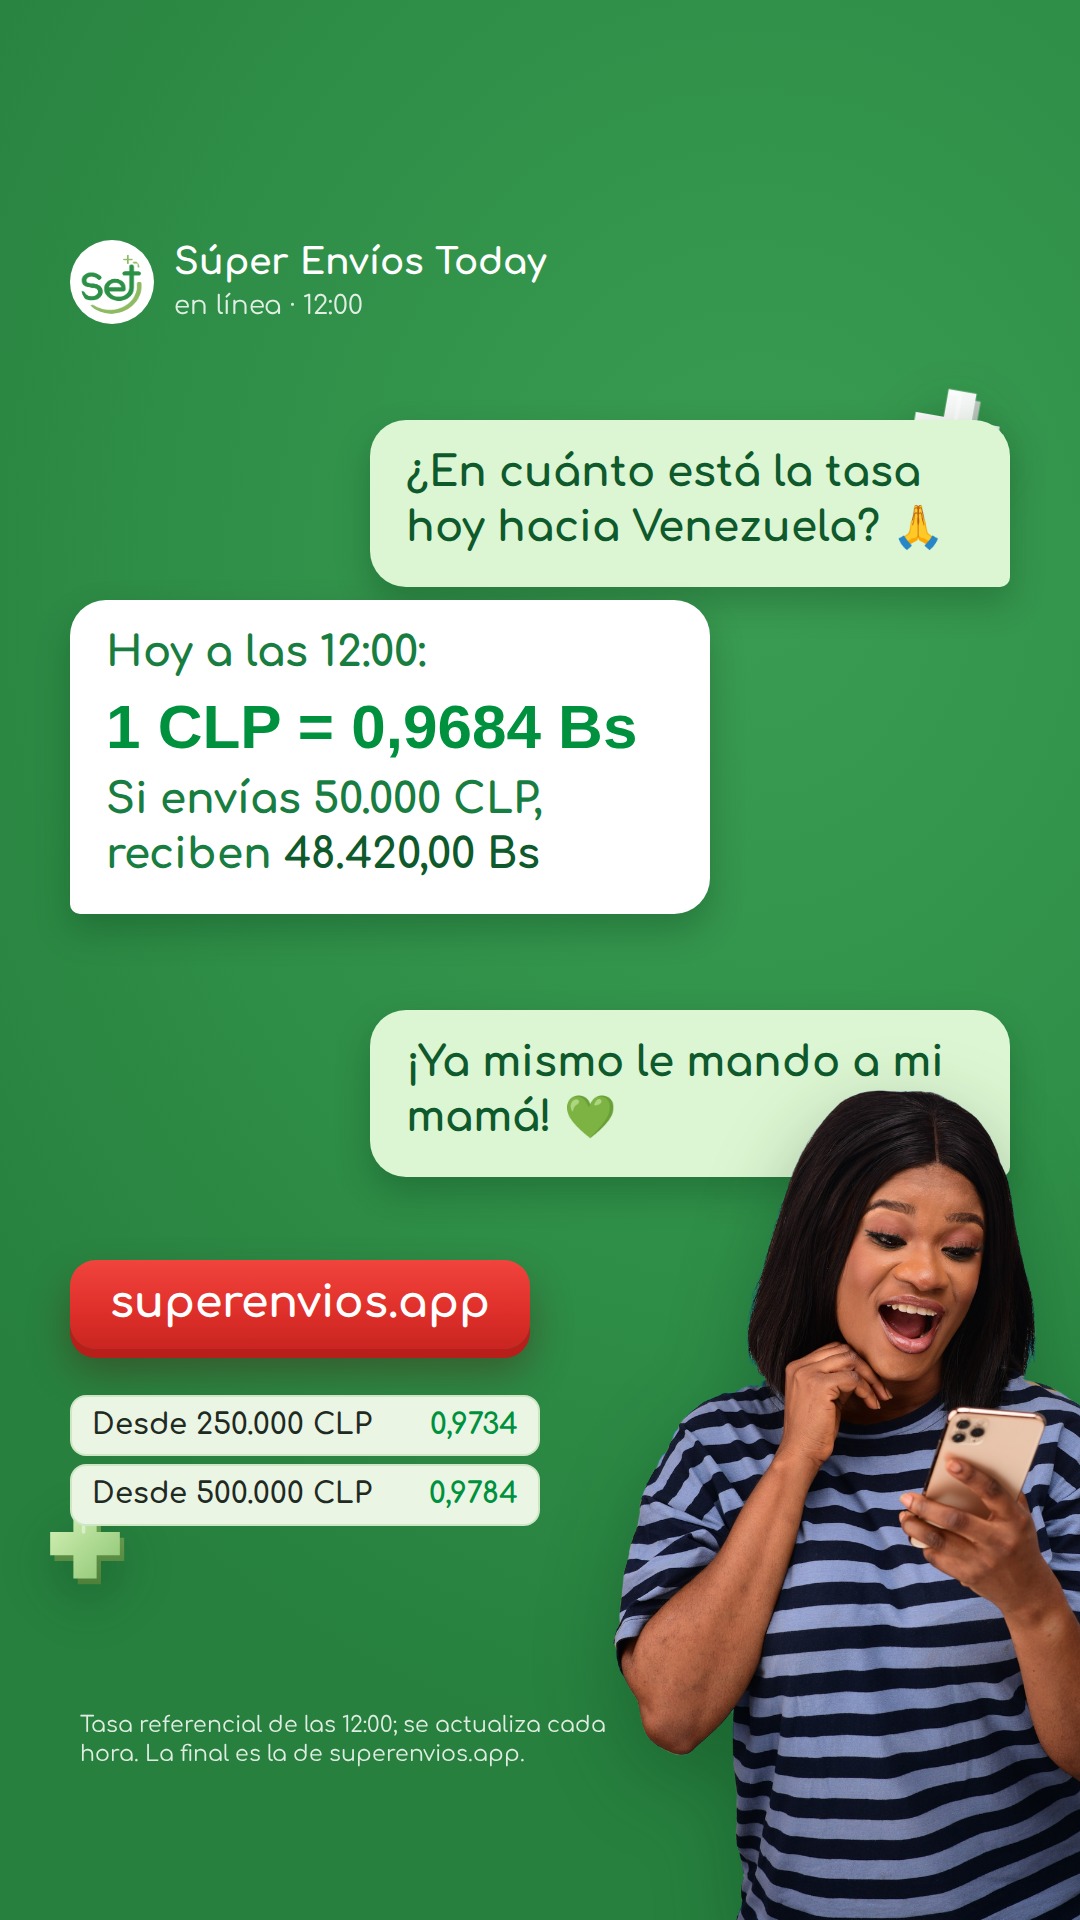 set
Súper Envíos Today
en línea · 12:00
¿En cuánto está la tasa
hoy hacia Venezuela? 🙏
Hoy a las 12:00:
1 CLP = 0,9684 Bs
Si envías 50.000 CLP,
reciben 48.420,00 Bs
¡Ya mismo le mando a mi
mamá! 💚
superenvios.app
Desde 250.000 CLP 0,9734
Desde 500.000 CLP 0,9784
Tasa referencial de las 12:00; se actualiza cada
hora. La final es la de superenvios.app.